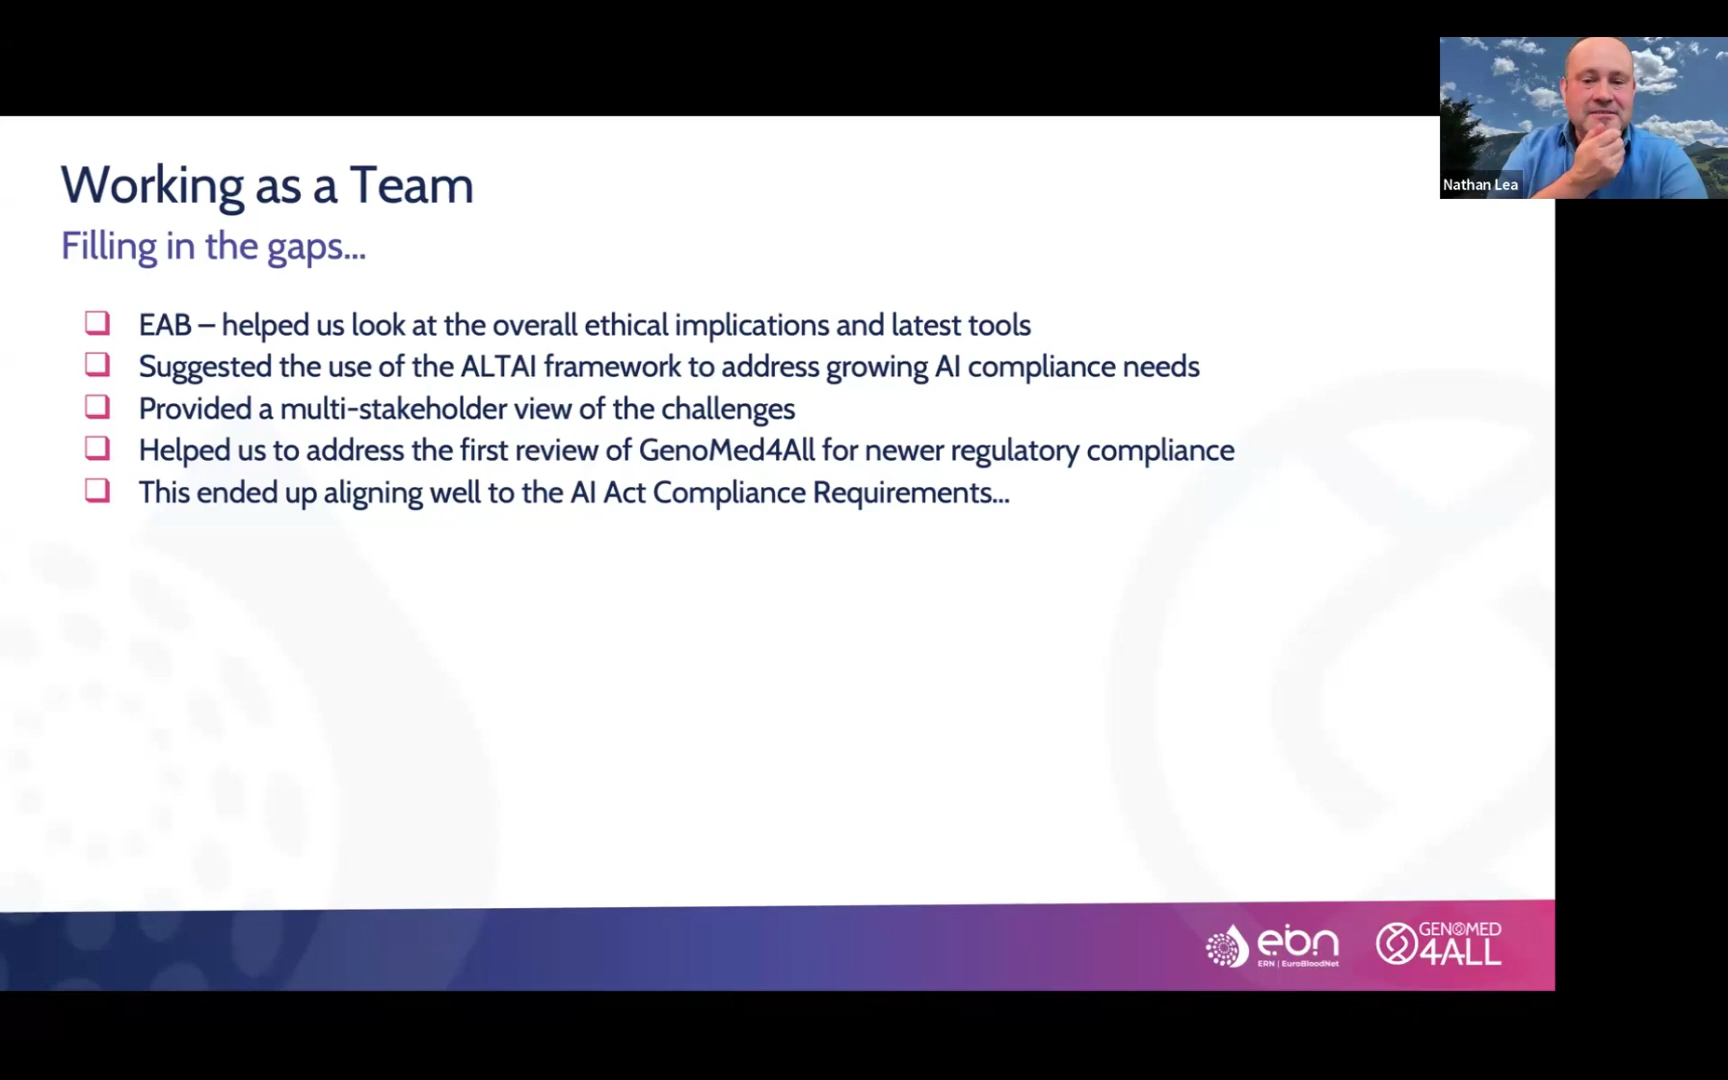 Nathan Lea
Working as a Team
Filling in the gaps...
❑ EAB – helped us look at the overall ethical implications and latest tools
❑ Suggested the use of the ALTAI framework to address growing AI compliance needs
❑ Provided a multi-stakeholder view of the challenges
❑ Helped us to address the first review of GenoMed4All for newer regulatory compliance
❑ This ended up aligning well to the AI Act Compliance Requirements...
ebn
ERN | EuroBloodNet
GENOMED
4ALL